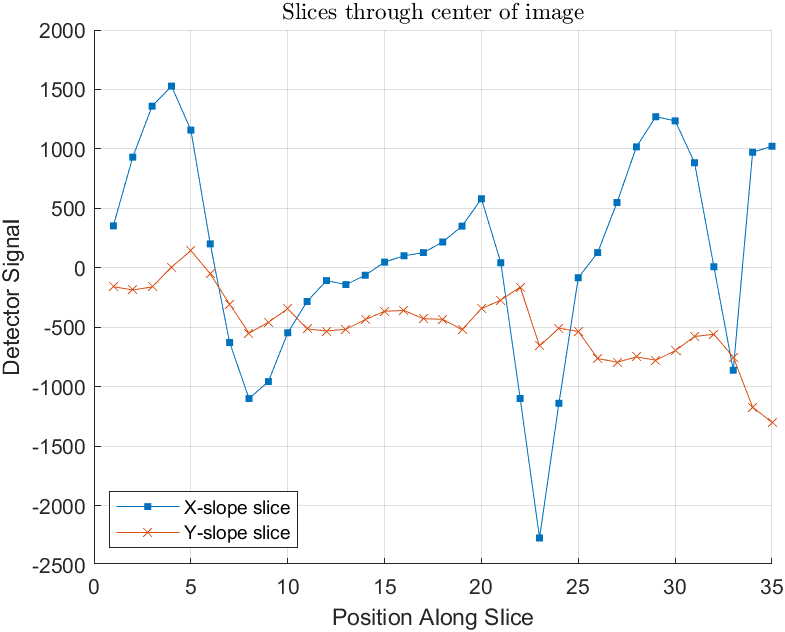 Slices through center of image
2000
1500
1000
500
0
-500
-1000
-1500
-2000
-2500
Detector Signal
X-slope slice
Y-slope slice
0 5 10 15 20 25 30 35
Position Along Slice